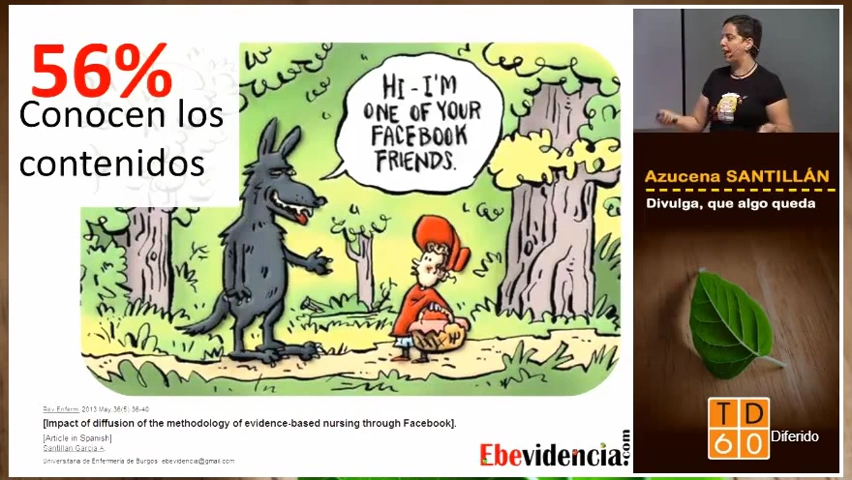 56%
Conocen los
contenidos
HI - I'M
ONE OF YOUR
FACEBOOK
FRIENDS.
Rev Enferm. 2013 May;36(5):36-40.
[Impact of diffusion of the methodology of evidence-based nursing through Facebook].
[Article in Spanish]
Santillan Garcia A.
Universitaria de Enfermería de Burgos. ebevidencia@gmail.com
Ebevidencia.com
Azucena SANTILLÁN
Divulga, que algo queda
TD
60
Diferido